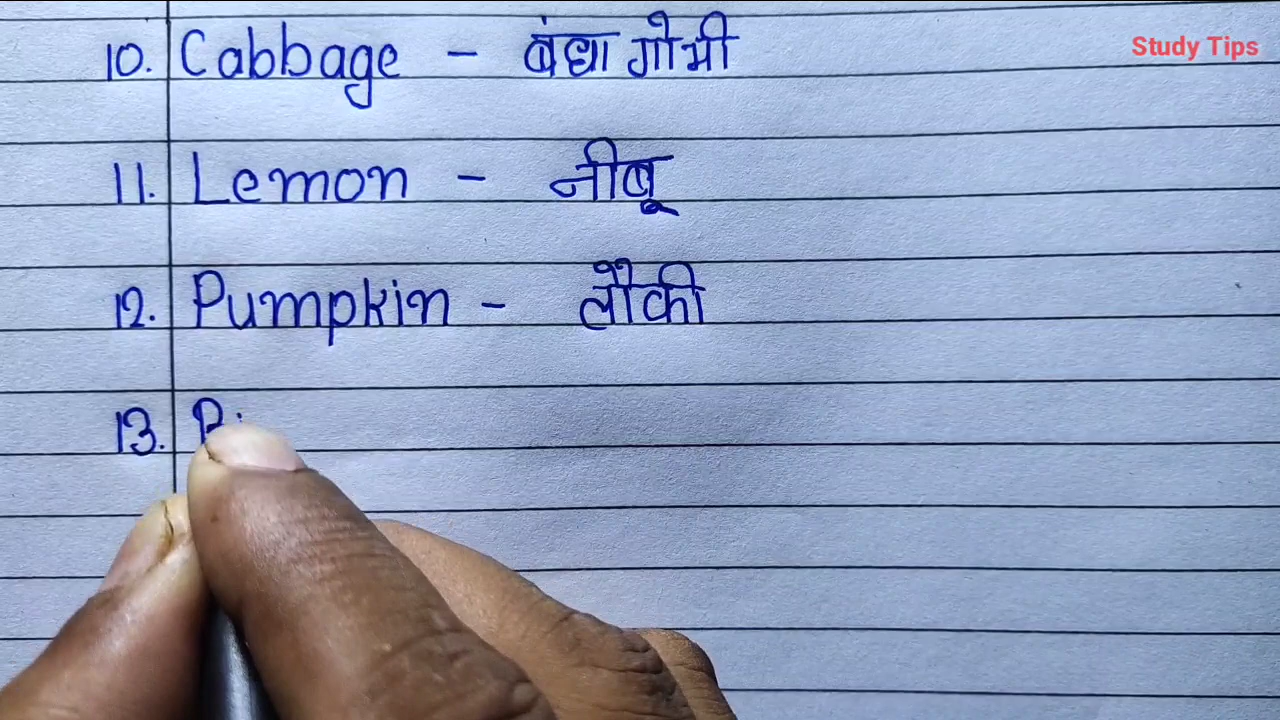 Study Tips
10. Cabbage - बंधा गोभी
11. Lemon - नीबू
12. Pumpkin - लौकी
13.